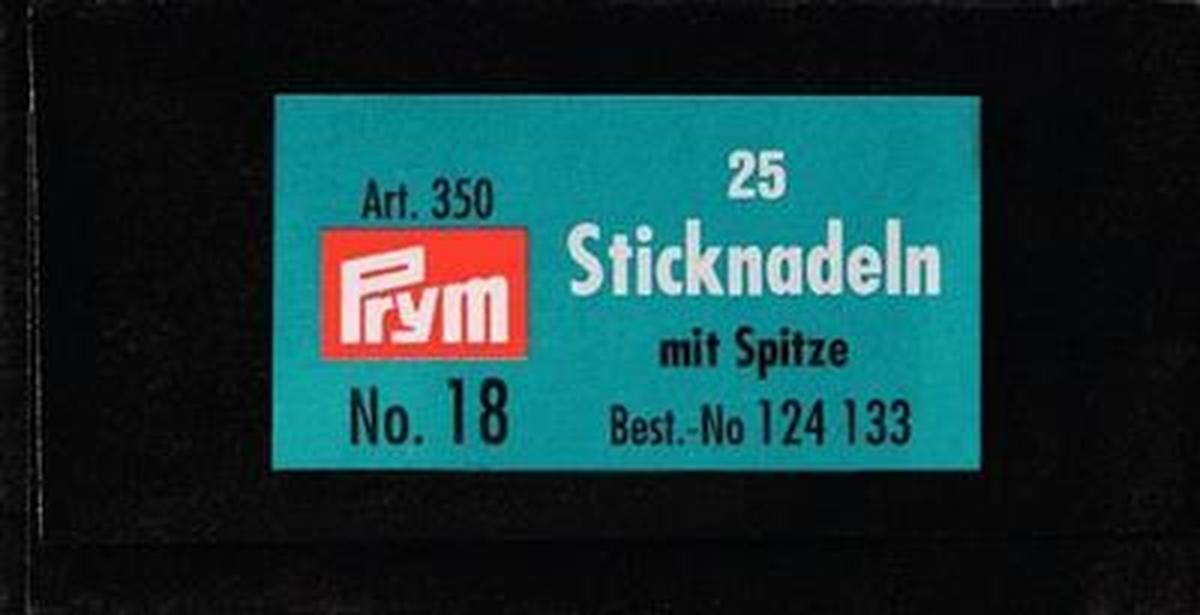 Art. 350
Prym
No. 18
25
Sticknadeln
mit Spitze
Best.-No 124 133